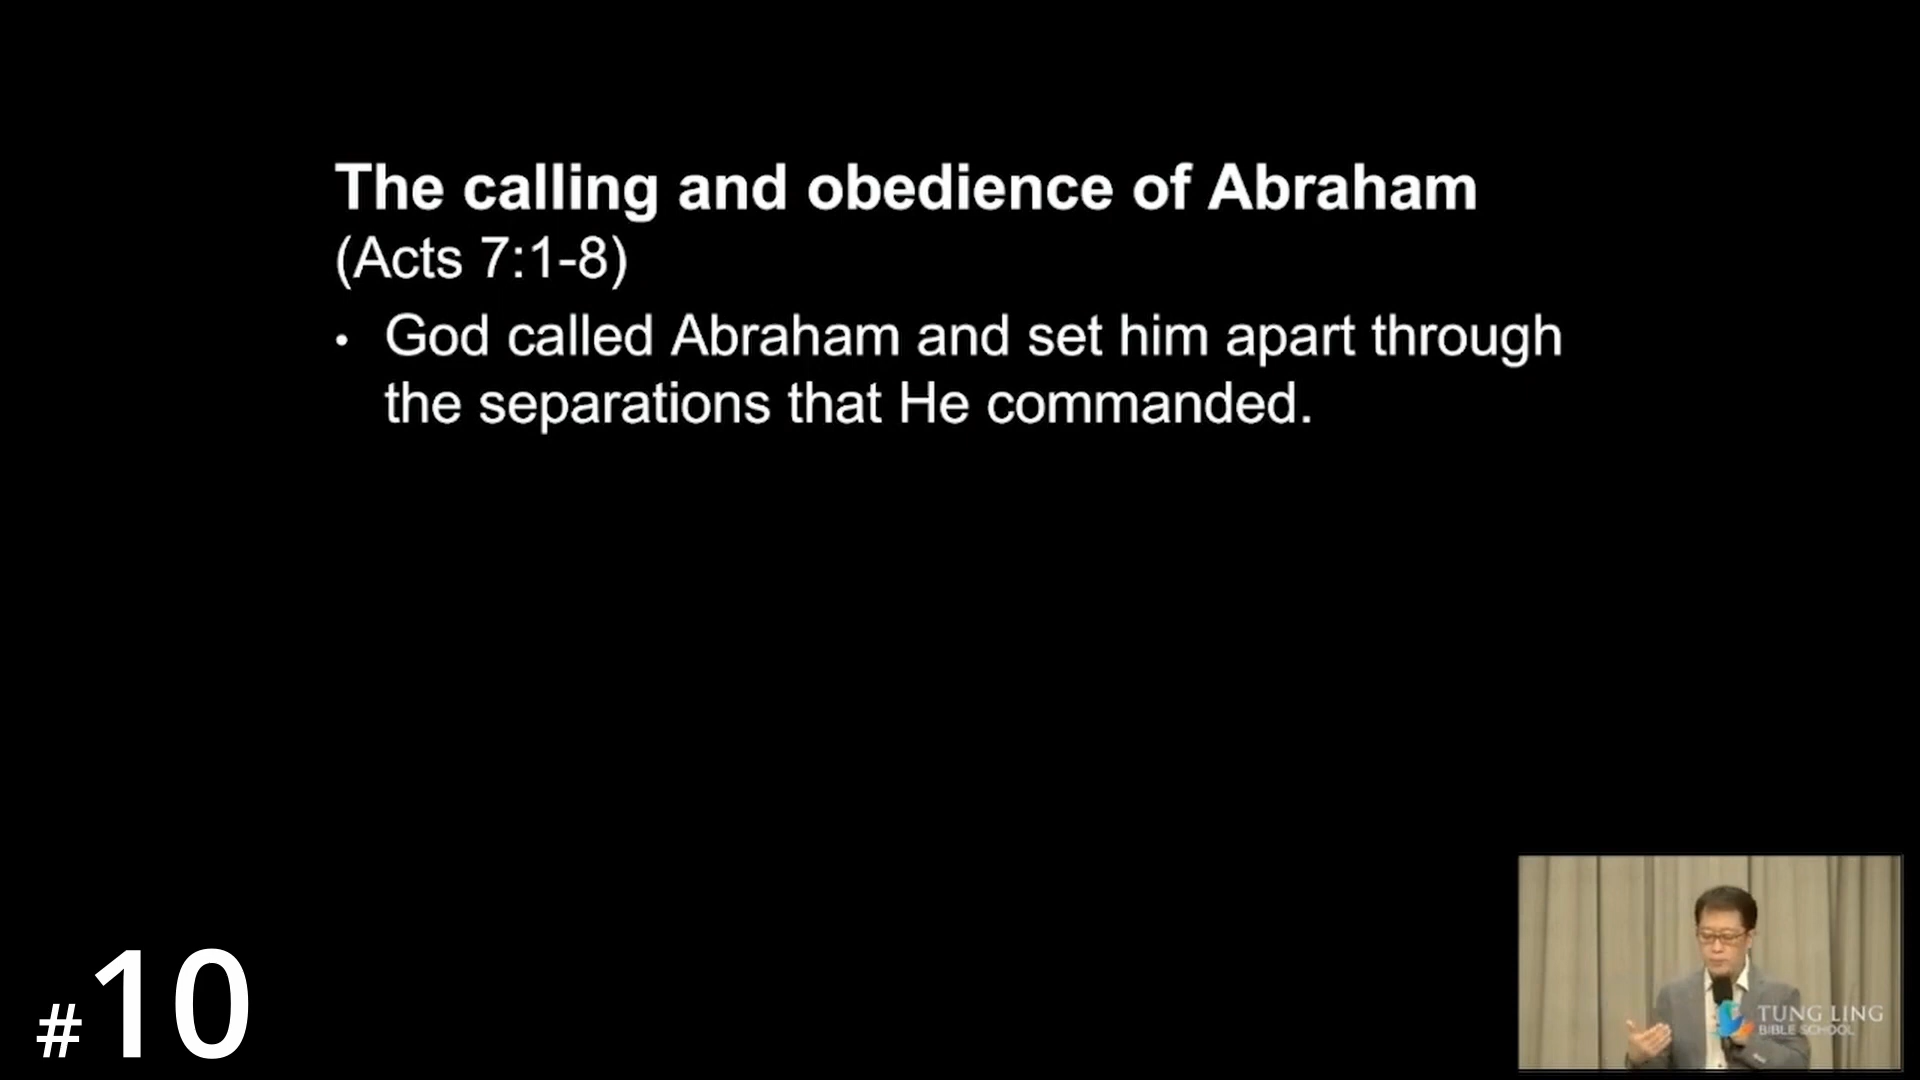 The calling and obedience of Abraham
(Acts 7:1-8)
• God called Abraham and set him apart through
the separations that He commanded.
#10
TUNG LING
BIBLE SCHOOL